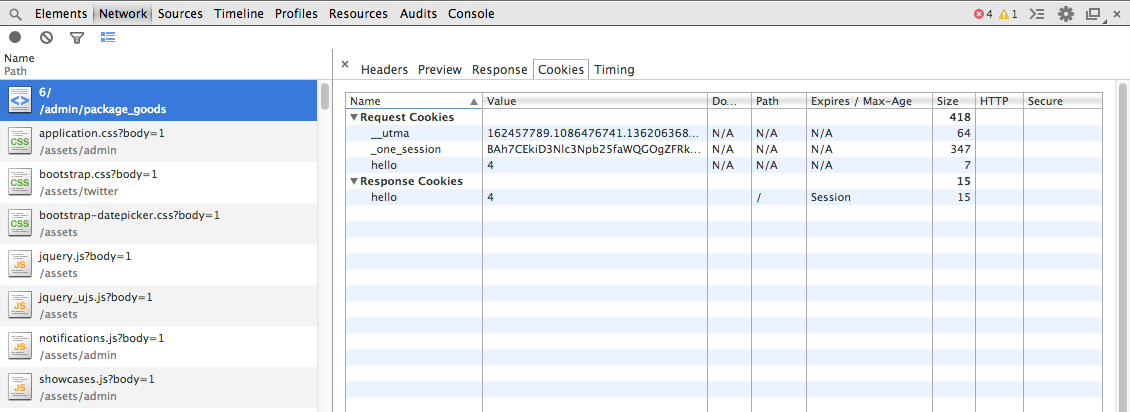 Elements Network Sources Timeline Profiles Resources Audits Console 4 1
Name
Path
6/
/admin/package_goods
application.css?body=1
/assets/admin
bootstrap.css?body=1
/assets/twitter
bootstrap-datepicker.css?body=1
/assets
jquery.js?body=1
/assets
jquery_ujs.js?body=1
/assets
notifications.js?body=1
/assets/admin
showcases.js?body=1
/assets/admin
CSS
CSS
CSS
JS
JS
JS
JS
× Headers Preview Response Cookies Timing
Name Value Do... Path Expires / Max-Age Size HTTP Secure
Request Cookies 418
__utma 162457789.1086476741.136206368... N/A N/A N/A 64
_one_session BAh7CEkiD3Nlc3Npb25faWQGOgZFRk... N/A N/A N/A 347
hello 4 N/A N/A N/A 7
Response Cookies 15
hello 4 / Session 15